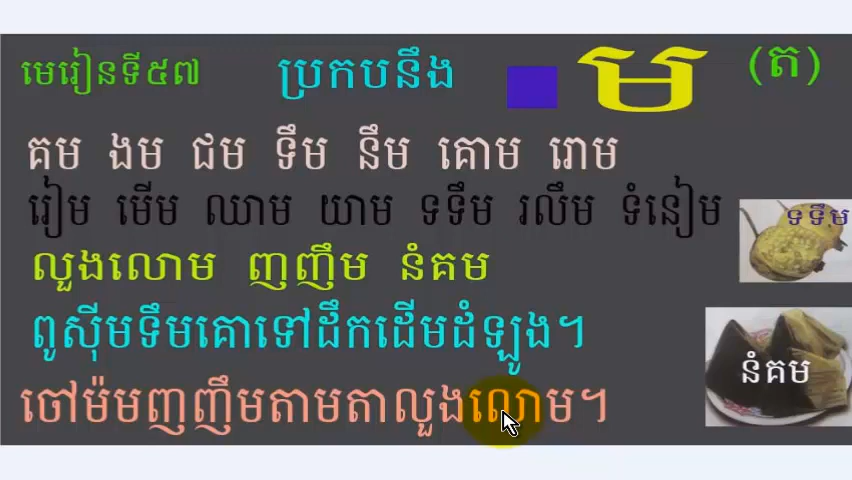 មេរៀនទី៥៧ ប្រកបនឹង ម (ត)
គម ងម ជម ទឹម នឹម គោម រោម
រៀម មើម ឈាម យាម ទទឹម រលឹម ទំនៀម
ទទឹម
លួងលោម ញញឹម នំគម
ពូស៊ីមទឹមគោទៅដឹកដើមដំឡូង។
នំគម
ចៅម៉មញញឹមតាមតាលួងលោម។